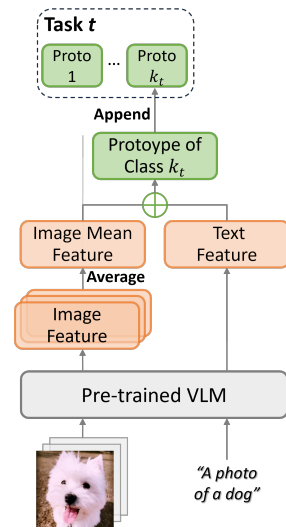 Task t
Proto
1
...
Proto
k_t
Append
Protoype of
Class k_t
Image Mean
Feature
Text
Feature
Average
Image
Feature
Pre-trained VLM
“A photo
of a dog”